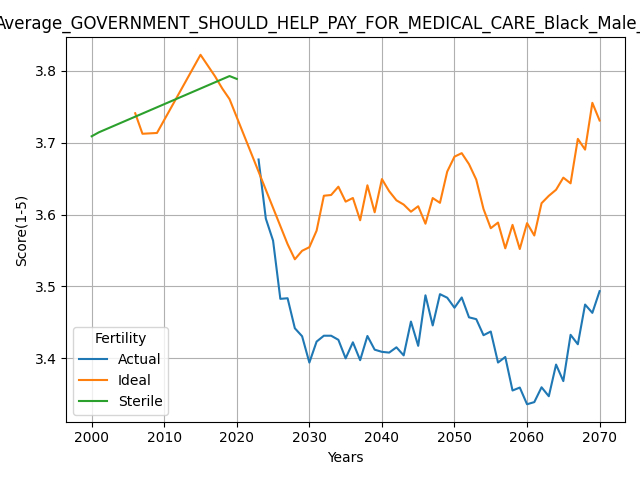 Average_GOVERNMENT_SHOULD_HELP_PAY_FOR_MEDICAL_CARE_Black_Male_
Score(1-5)
3.8
3.7
3.6
3.5
3.4
Fertility
Actual
Ideal
Sterile
2000 2010 2020 2030 2040 2050 2060 2070
Years